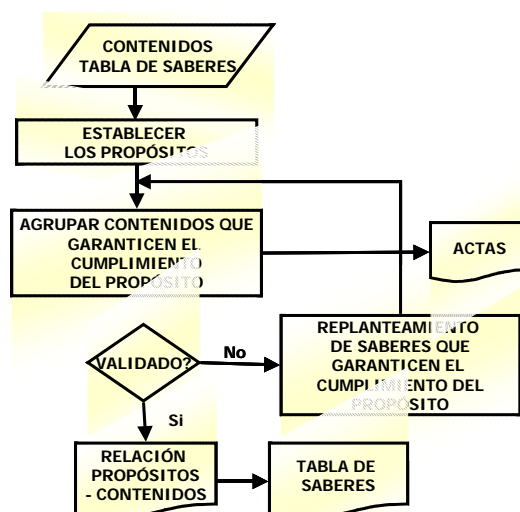 CONTENIDOS
TABLA DE SABERES
ESTABLECER
LOS PROPÓSITOS
AGRUPAR CONTENIDOS QUE
GARANTICEN EL
CUMPLIMIENTO
DEL PROPÓSITO
ACTAS
VALIDADO?
No
REPLANTEAMIENTO
DE SABERES QUE
GARANTICEN EL
CUMPLIMIENTO DEL
PROPÓSITO
Si
RELACIÓN
PROPÓSITOS
- CONTENIDOS
TABLA DE
SABERES